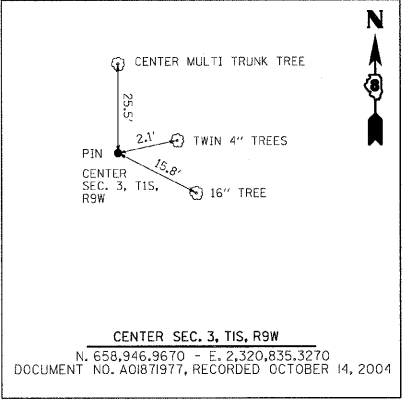 N
CENTER MULTI TRUNK TREE
25.5'
8
2.1'
TWIN 4" TREES
PIN
15.8'
CENTER
SEC. 3, T1S,
R9W
16" TREE
CENTER SEC. 3, T1S, R9W
N. 658,946.9670 - E. 2,320,835.3270
DOCUMENT NO. A01871977, RECORDED OCTOBER 14, 2004